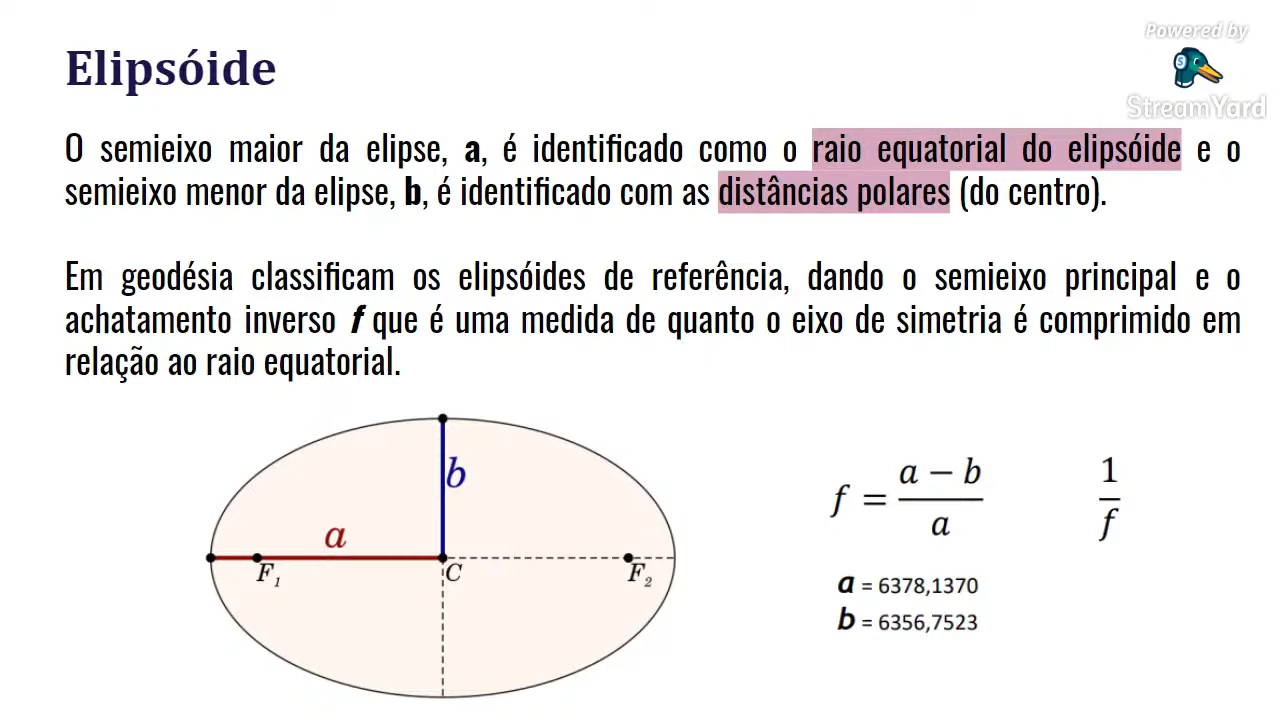 Powered by
StreamYard
Elipsóide
O semieixo maior da elipse, a, é identificado como o raio equatorial do elipsóide e o
semieixo menor da elipse, b, é identificado com as distâncias polares (do centro).
Em geodésia classificam os elipsóides de referência, dando o semieixo principal e o
achatamento inverso f que é uma medida de quanto o eixo de simetria é comprimido em
relação ao raio equatorial.
b
a
F₁
C
F₂
f = (a − b)/a
1/f
a = 6378,1370
b = 6356,7523